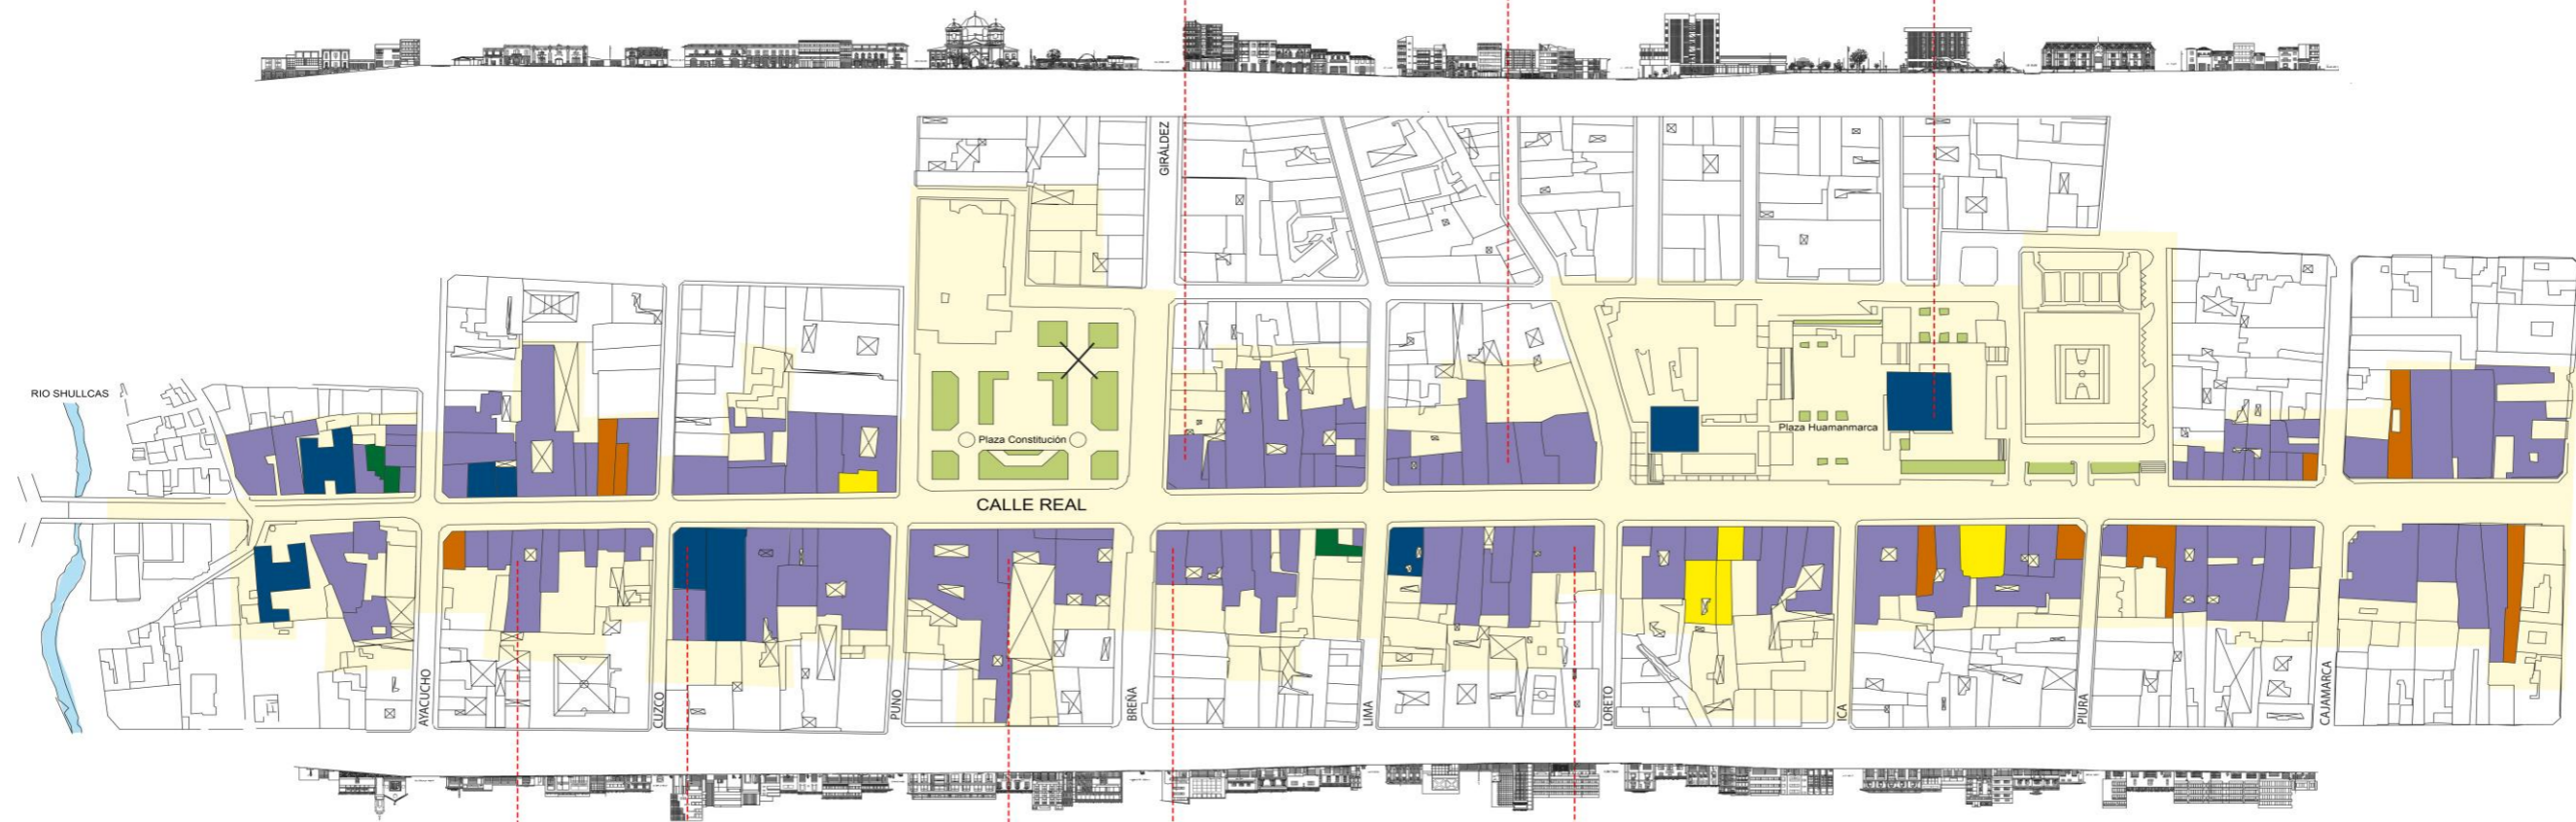 GIRÁLDEZ
RIO SHULLCAS
Plaza Constitución
Plaza Huamanmarca
CALLE REAL
AYACUCHO
CUZCO
PUNO
BREÑA
LIMA
LORETO
ICA
PIURA
CAJAMARCA